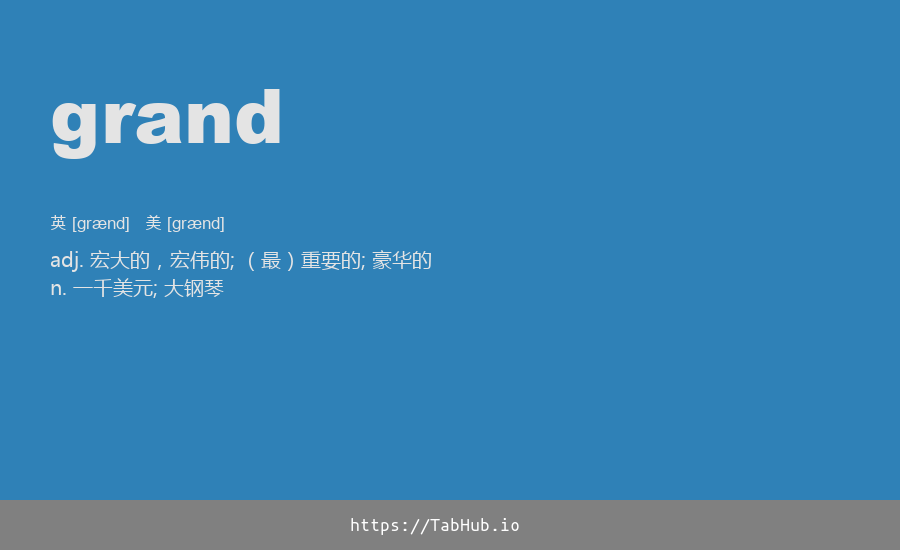 grand
英 [grænd] 美 [grænd]
adj. 宏大的，宏伟的; （最）重要的; 豪华的
n. 一千美元; 大钢琴
https://TabHub.io